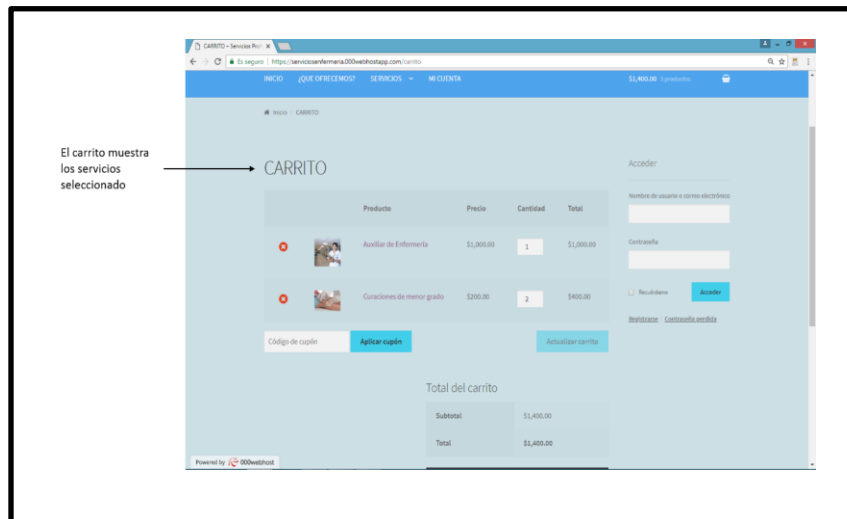 CARRITO – Servicios Prof
Es seguro | https://serviciosenfermeria.000webhostapp.com/carrito
INICIO ¿QUE OFRECEMOS? SERVICIOS MI CUENTA $1,400.00 3 productos
Inicio / CARRITO
El carrito muestra
los servicios
seleccionado
CARRITO
Producto Precio Cantidad Total
Auxiliar de Enfermería $1,000.00 1 $1,000.00
Curaciones de menor grado $200.00 2 $400.00
Código de cupón Aplicar cupón Actualizar carrito
Total del carrito
Subtotal $1,400.00
Total $1,400.00
Acceder
Nombre de usuario o correo electrónico
Contraseña
Recuérdame Acceder
Registrarse | Contraseña perdida
Powered by 000webhost